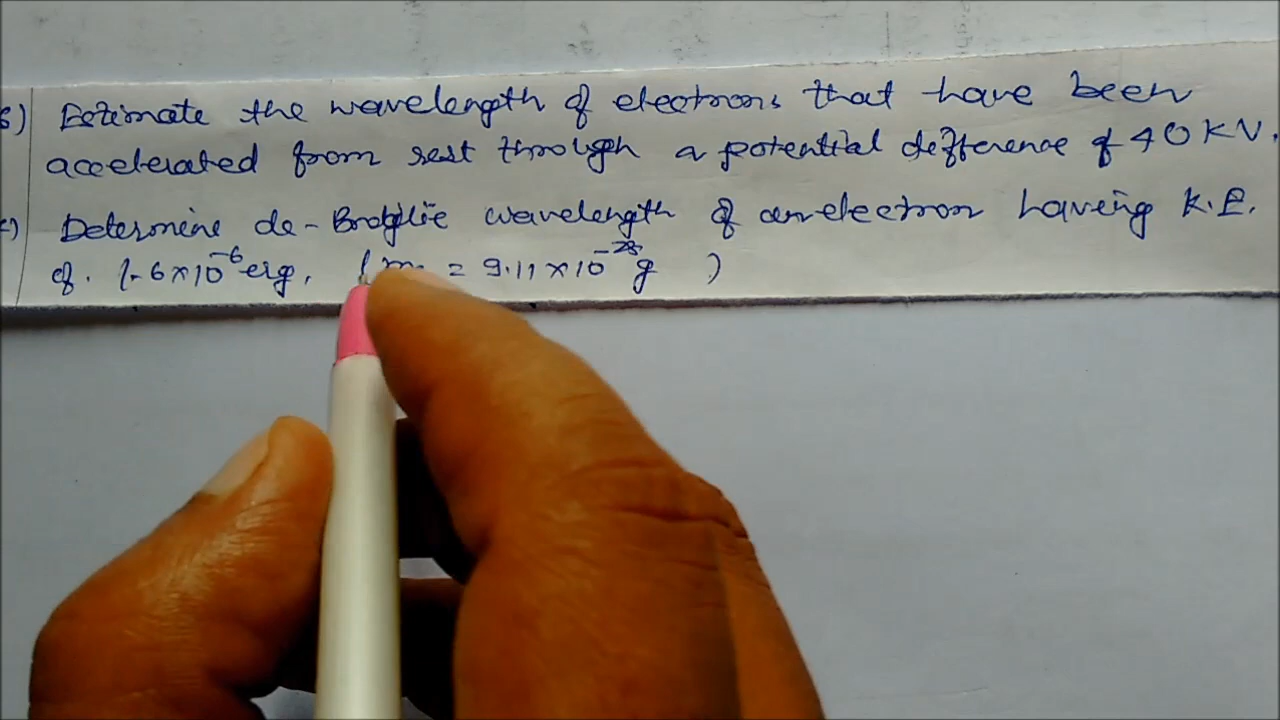 6) Estimate the wavelength of electrons that have been
accelerated from rest through a potential difference of 40 KV.
Determine de-Broglie wavelength of an electron having K.E.
of. 1.6×10⁻⁶ erg. (m = 9.11×10⁻²⁸ g )